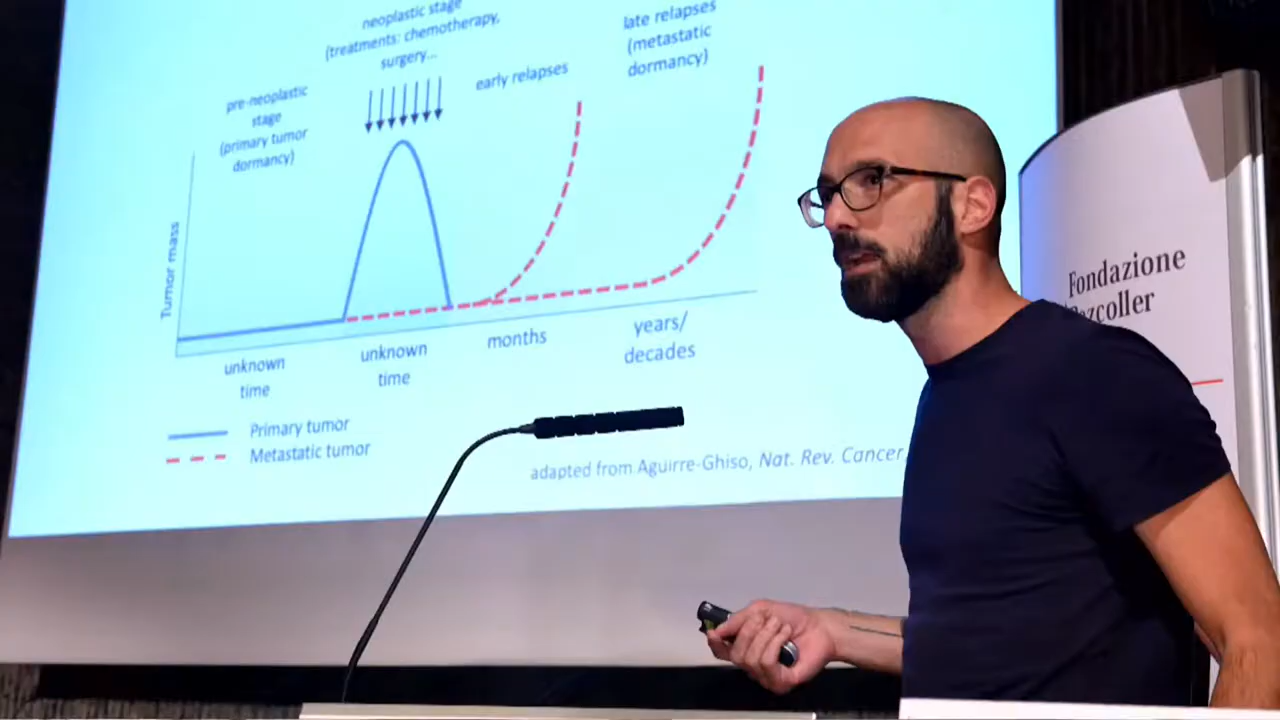 neoplastic stage
(treatments: chemotherapy,
surgery...
late relapses
(metastatic
dormancy)
early relapses
pre-neoplastic
stage
(primary tumor
dormancy)
Tumor mass
unknown
time
unknown
time
months
years/
decades
Primary tumor
Metastatic tumor
adapted from Aguirre-Ghiso, Nat. Rev. Cancer
Fondazione
Pezcoller